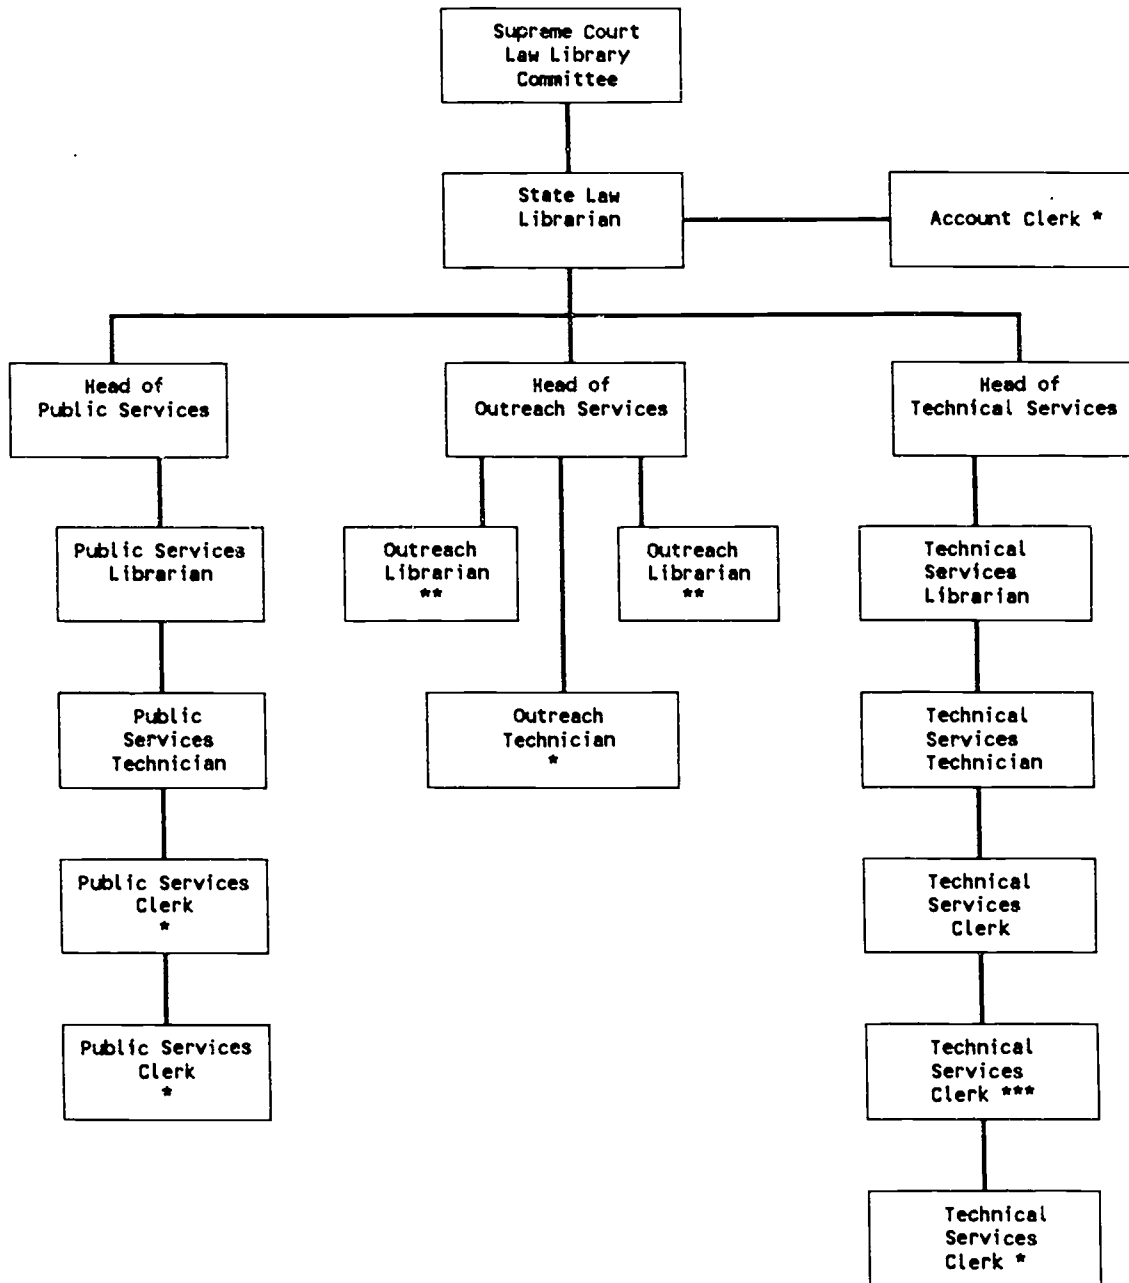 Supreme Court
Law Library
Committee
State Law
Librarian
Account Clerk *
Head of
Public Services
Head of
Outreach Services
Head of
Technical Services
Public Services
Librarian
Outreach
Librarian
**
Outreach
Librarian
**
Technical
Services
Librarian
Public
Services
Technician
Outreach
Technician
*
Technical
Services
Technician
Public Services
Clerk
*
Technical
Services
Clerk
Public Services
Clerk
*
Technical
Services
Clerk ***
Technical
Services
Clerk *